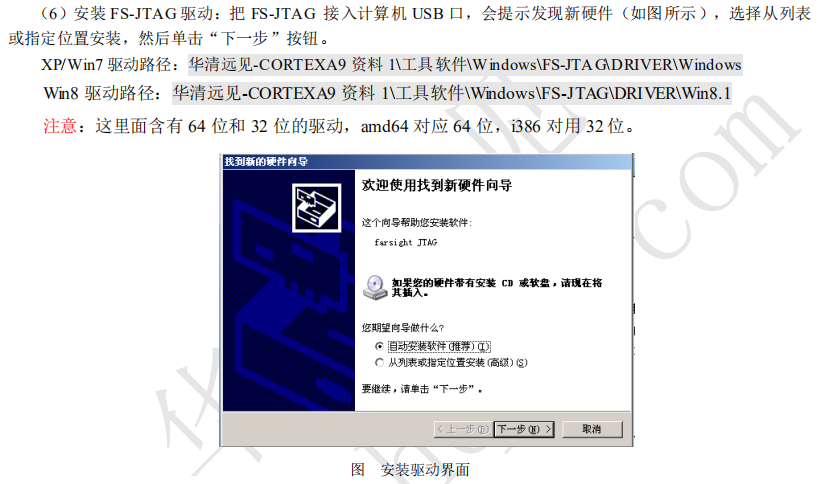 (6)安装 FS-JTAG 驱动：把 FS-JTAG 接入计算机 USB 口，会提示发现新硬件（如图所示），选择从列表
或指定位置安装，然后单击“下一步”按钮。
XP/Win7 驱动路径：华清远见-CORTEXA9 资料 1\工具软件\Windows\FS-JTAG\DRIVER\Windows
Win8 驱动路径：华清远见-CORTEXA9 资料 1\工具软件\Windows\FS-JTAG\DRIVER\Win8.1
注意：这里面含有 64 位和 32 位的驱动，amd64 对应 64 位，i386 对用 32 位。
找到新的硬件向导
欢迎使用找到新硬件向导
这个向导帮助您安装软件:
farsight JTAG
如果您的硬件带有安装 CD 或软盘，请现在将
其插入。
您期望向导做什么?
自动安装软件(推荐)(I)
从列表或指定位置安装(高级)(S)
要继续，请单击“下一步”。
< 上一步(B)
下一步(N) >
取消
图 安装驱动界面
华
com